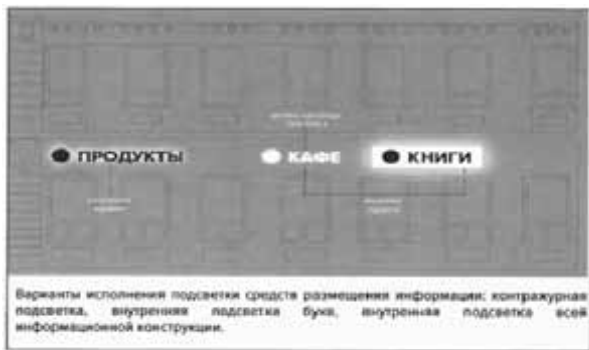 ПРОДУКТЫ
КАФЕ
КНИГИ
Варианты исполнения подсветки средств размещения информации: контражурная
подсветка, внутренняя подсветка букв, внутренняя подсветка всей
информационной конструкции.